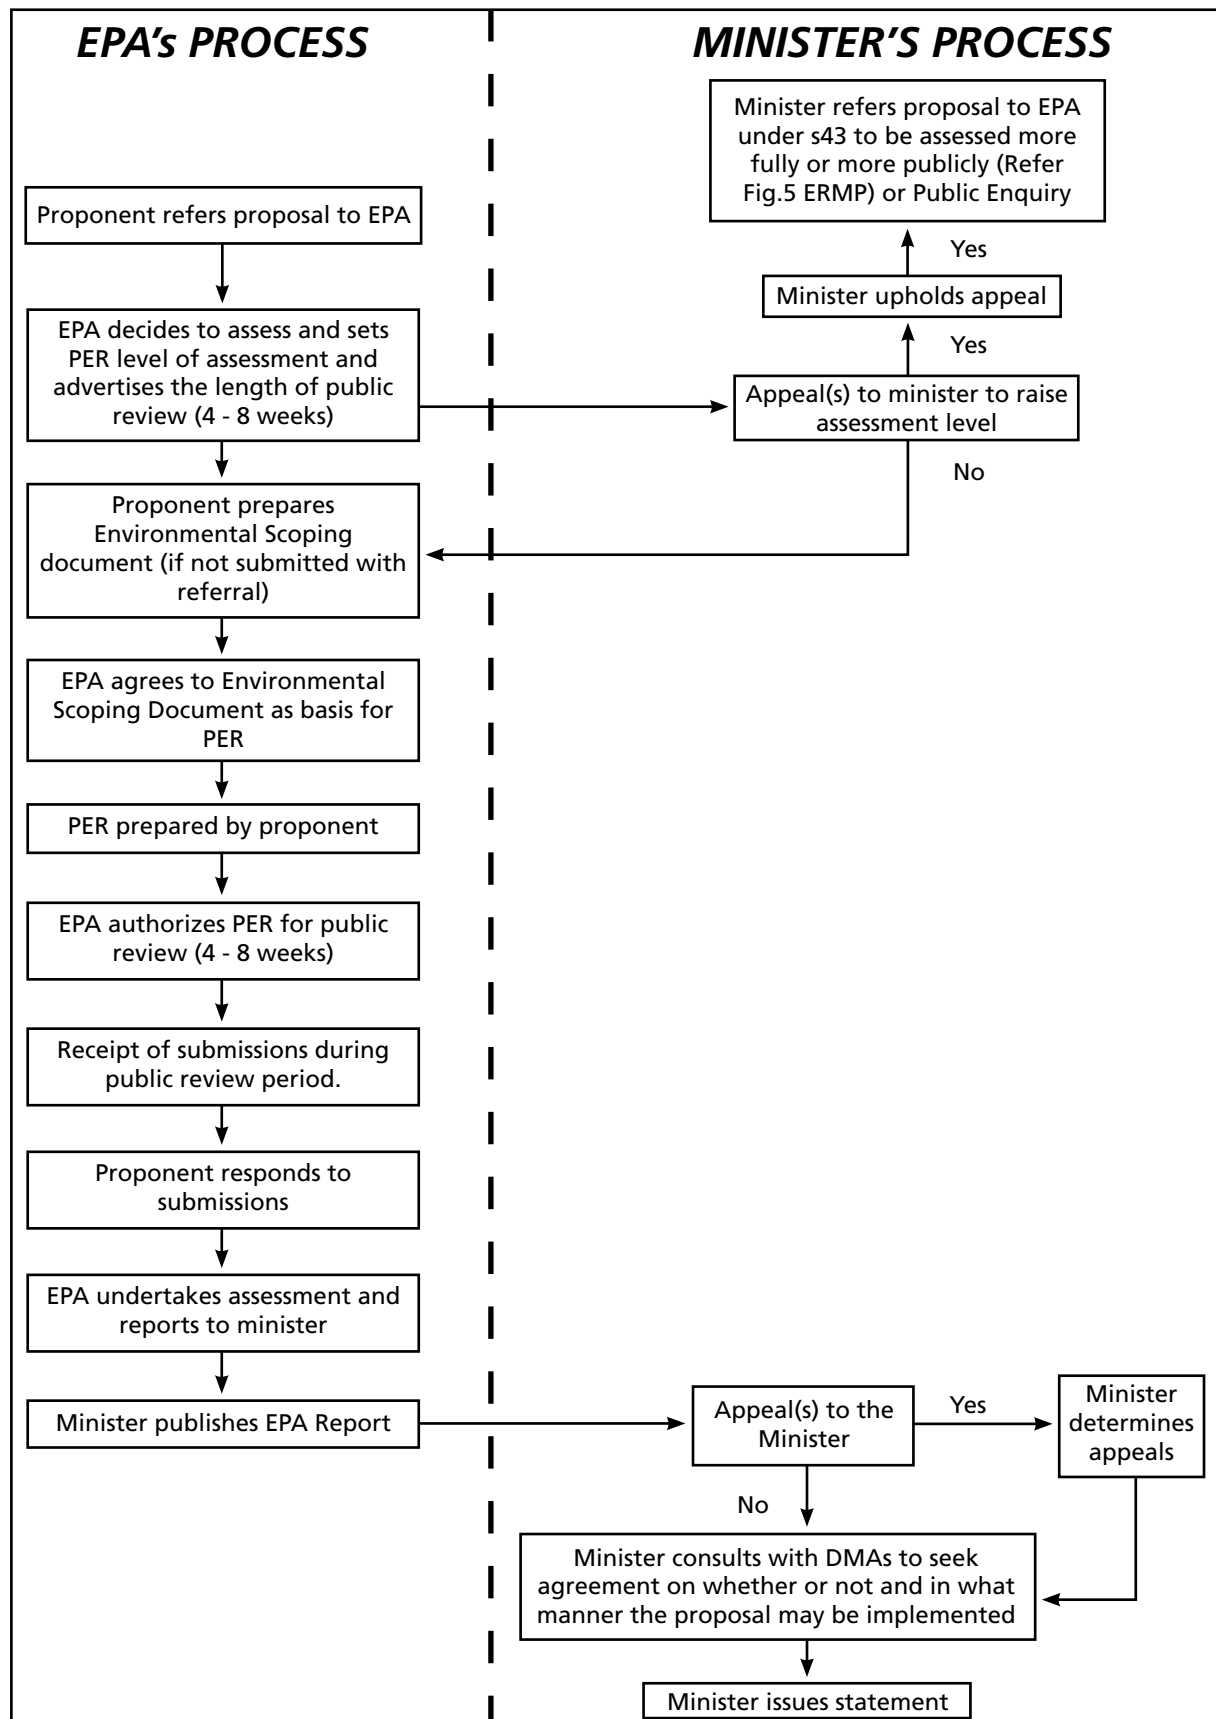 EPA's PROCESS
MINISTER'S PROCESS
Minister refers proposal to EPA
under s43 to be assessed more
fully or more publicly (Refer
Fig.5 ERMP) or Public Enquiry
Proponent refers proposal to EPA
Yes
Minister upholds appeal
EPA decides to assess and sets
PER level of assessment and
advertises the length of public
review (4 - 8 weeks)
Yes
Appeal(s) to minister to raise
assessment level
No
Proponent prepares
Environmental Scoping
document (if not submitted with
referral)
EPA agrees to Environmental
Scoping Document as basis for
PER
PER prepared by proponent
EPA authorizes PER for public
review (4 - 8 weeks)
Receipt of submissions during
public review period.
Proponent responds to
submissions
EPA undertakes assessment and
reports to minister
Minister publishes EPA Report
Appeal(s) to the
Minister
Yes
Minister
determines
appeals
No
Minister consults with DMAs to seek
agreement on whether or not and in what
manner the proposal may be implemented
Minister issues statement